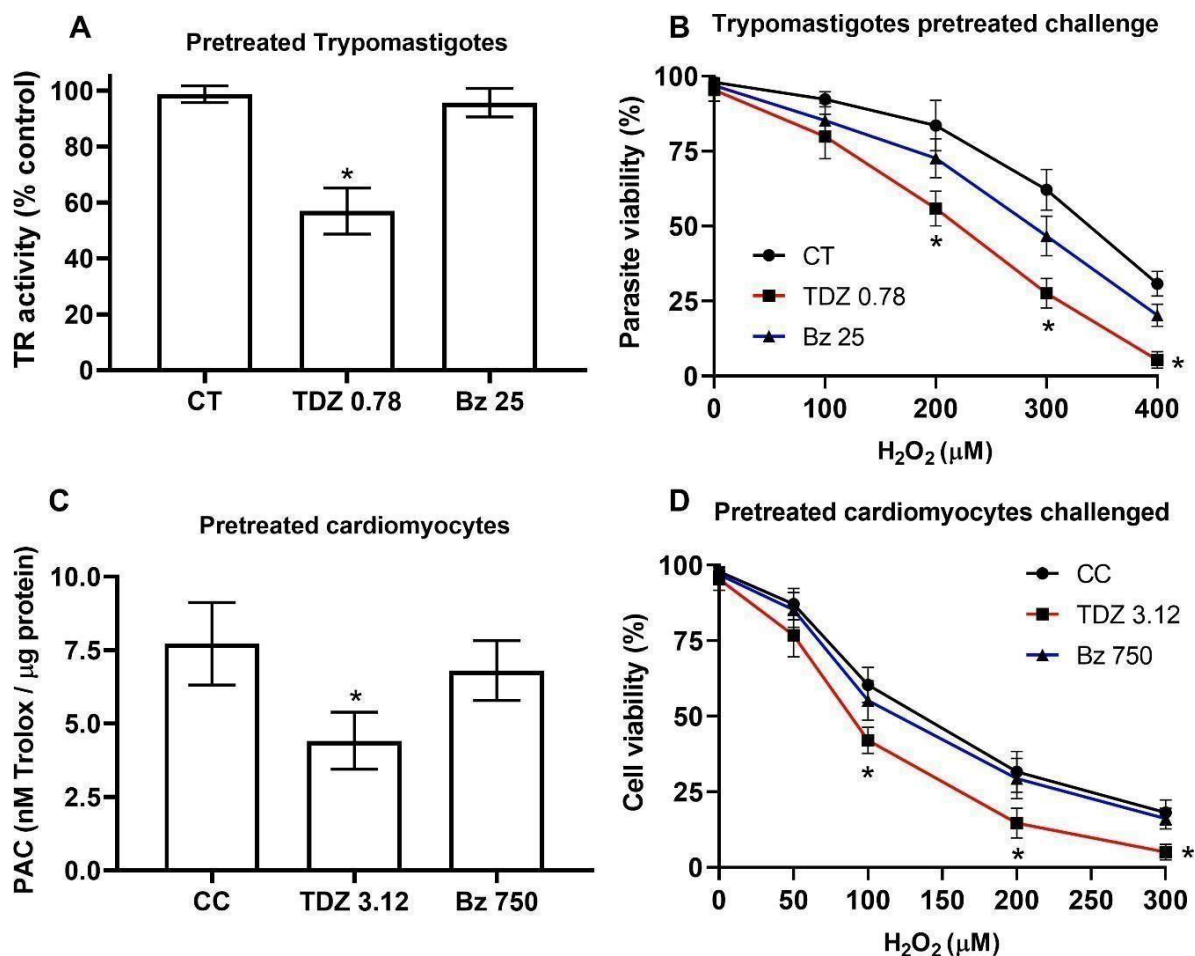 A
Pretreated Trypomastigotes
TR activity (% control)
100
80
60
40
20
0
*
CT
TDZ 0.78
Bz 25
B
Trypomastigotes pretreated challenge
Parasite viability (%)
100
75
50
25
0
CT
TDZ 0.78
Bz 25
*
*
*
0
100
200
300
400
H₂O₂ (μM)
C
Pretreated cardiomyocytes
PAC (nM Trolox / μg protein)
10.0
7.5
5.0
2.5
0.0
*
CC
TDZ 3.12
Bz 750
D
Pretreated cardiomyocytes challenged
Cell viability (%)
100
75
50
25
0
CC
TDZ 3.12
Bz 750
*
*
*
0
50
100
150
200
250
300
H₂O₂ (μM)